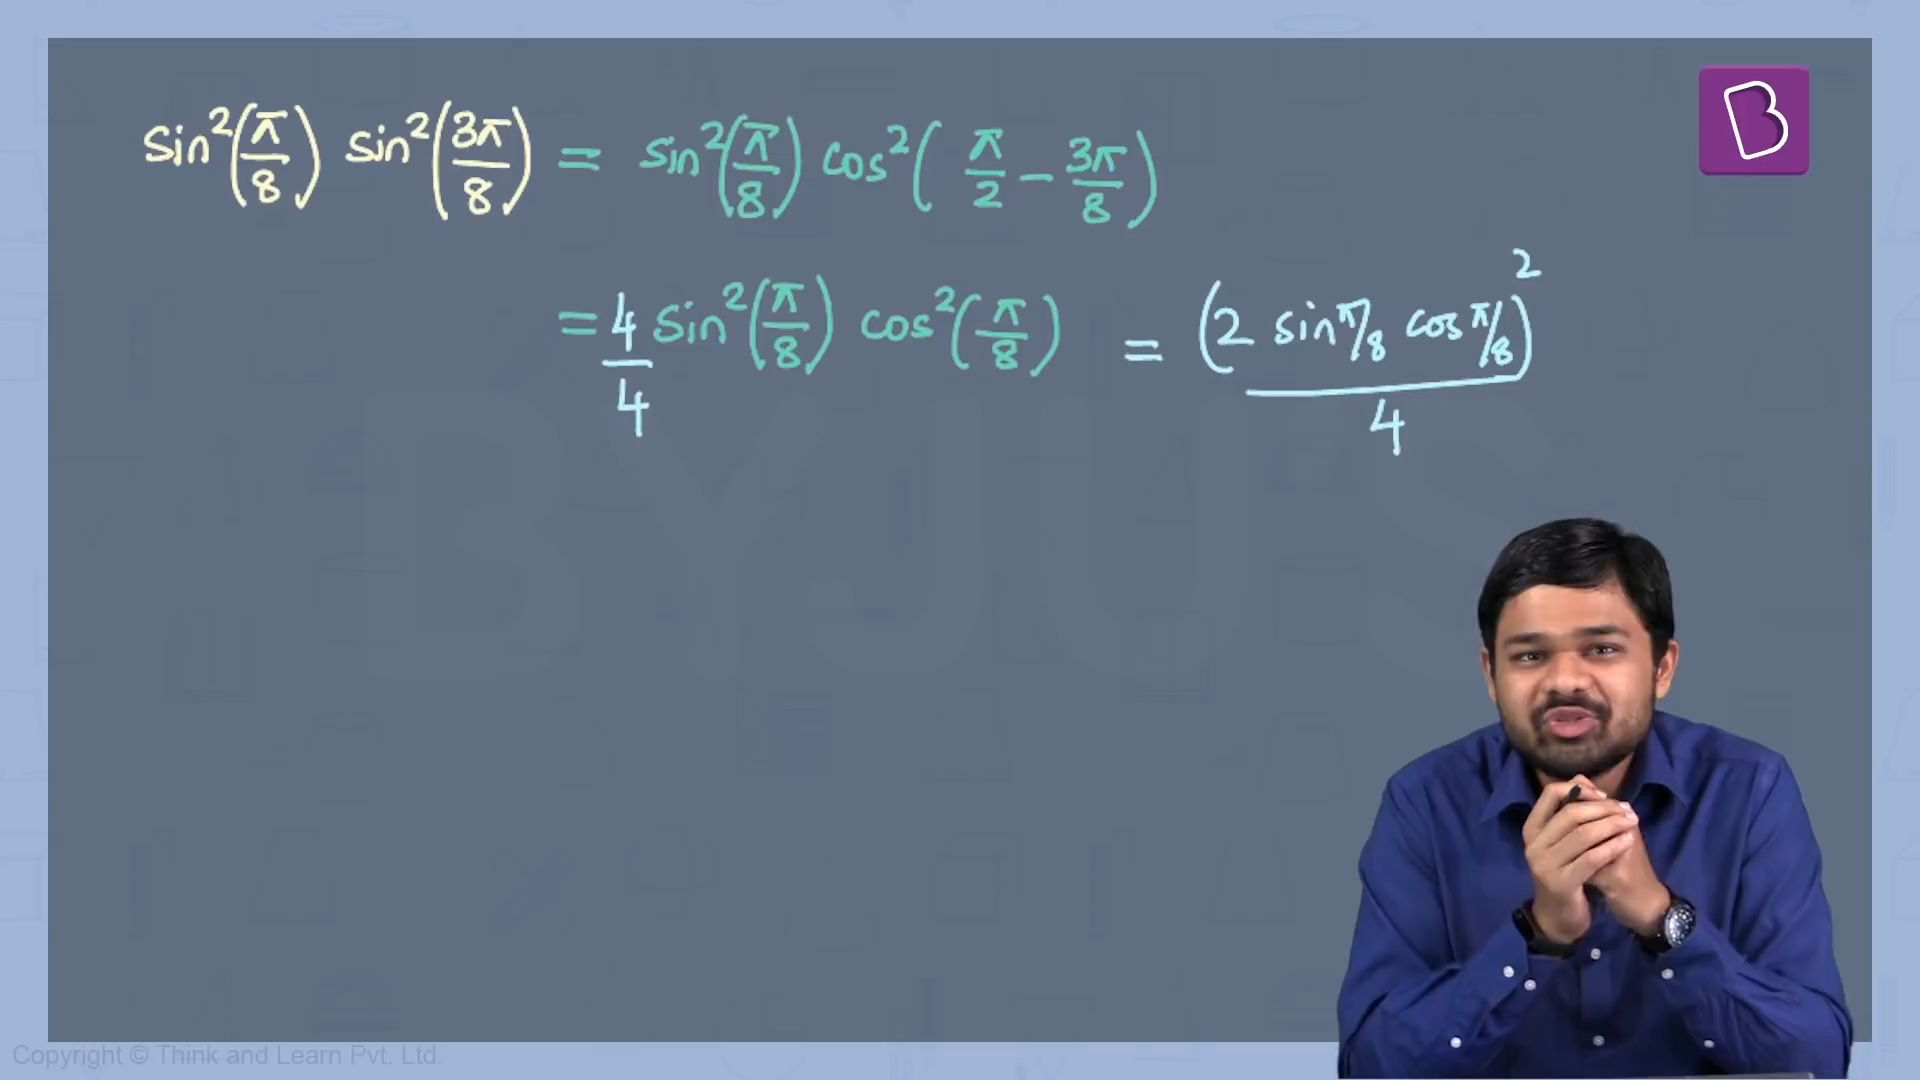 sin²(π/8) sin²(3π/8) = sin²(π/8) cos²(π/2 − 3π/8)
= 4/4 sin²(π/8) cos²(π/8) = (2 sin π/8 cos π/8)²/4
B
BYJU'S
Copyright © Think and Learn Pvt. Ltd.